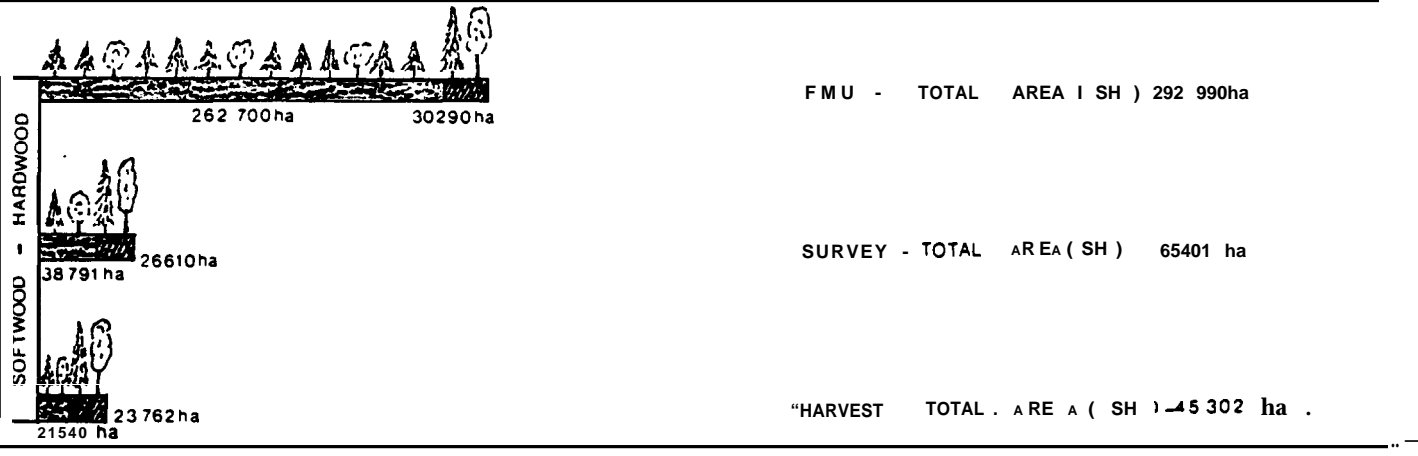 SOFTWOOD - HARDWOOD
262 700ha 30290ha
FMU - TOTAL AREA I SH ) 292 990ha
26610ha
38791ha
SURVEY - TOTAL AREA ( SH ) 65401 ha
23762ha
21540 ha
“HARVEST TOTAL . ARE A ( SH ) 45302 ha .